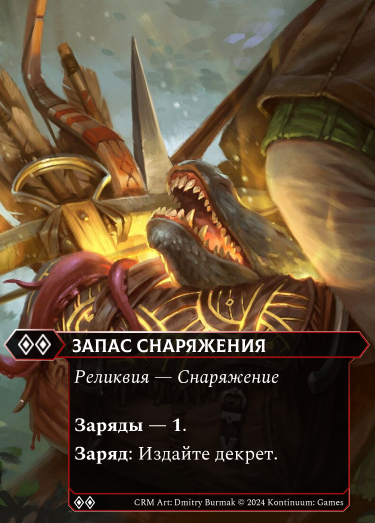 ЗАПАС СНАРЯЖЕНИЯ
Реликвия — Снаряжение
Заряды — 1.
Заряд: Издайте декрет.
CRM Art: Dmitry Burmak © 2024 Kontinuum: Games